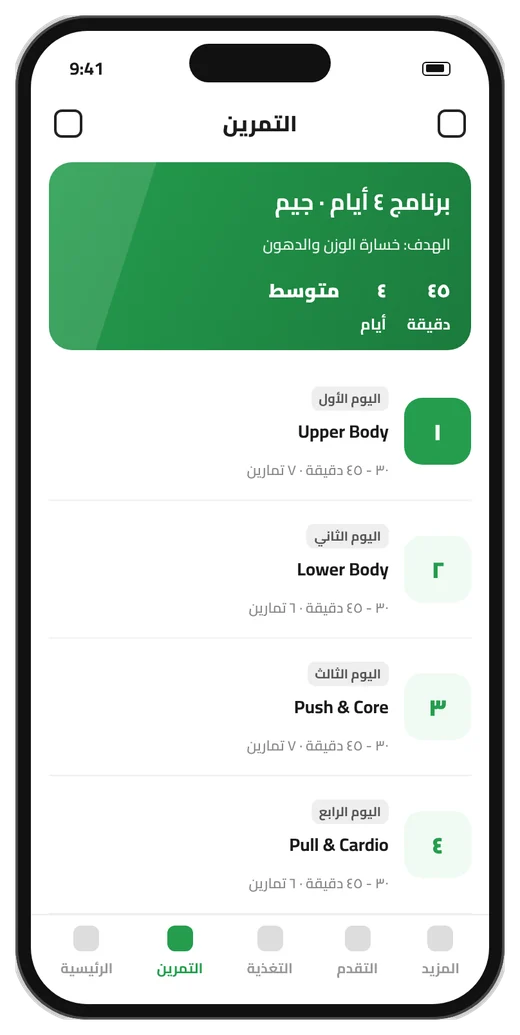 9:41
التمرين
برنامج ٤ أيام · جيم
الهدف: خسارة الوزن والدهون
٤٥ ٤ متوسط
دقيقة أيام
اليوم الأول
١
Upper Body
٣٠ - ٤٥ دقيقة · ٧ تمارين
اليوم الثاني
٢
Lower Body
٣٠ - ٤٥ دقيقة · ٦ تمارين
اليوم الثالث
٣
Push & Core
٣٠ - ٤٥ دقيقة · ٧ تمارين
اليوم الرابع
٤
Pull & Cardio
٣٠ - ٤٥ دقيقة · ٦ تمارين
المزيد التقدم التغذية التمرين الرئيسية